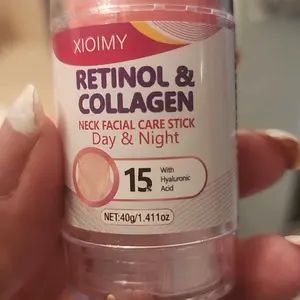 XIOIMY
RETINOL &
COLLAGEN
NECK FACIAL CARE STICK
Day & Night
15
With
Hyaluronic
Acid
NET:40g/1.411oz